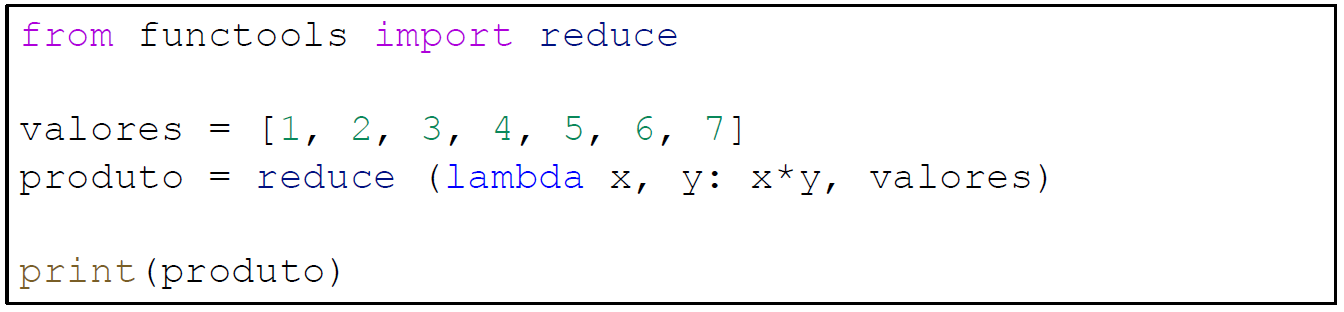 from functools import reduce
valores = [1, 2, 3, 4, 5, 6, 7]
produto = reduce (lambda x, y: x*y, valores)
print(produto)